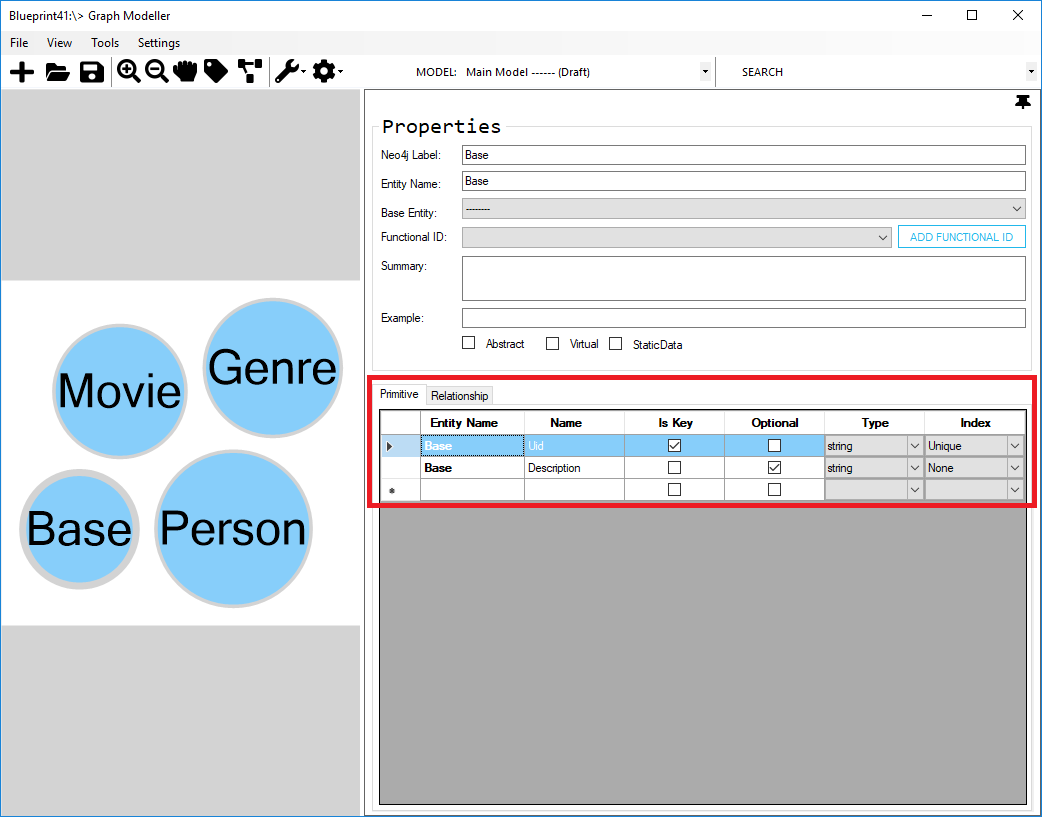 Blueprint41:\> Graph Modeller
File View Tools Settings
MODEL: Main Model ------ (Draft) SEARCH
Properties
Neo4j Label: Base
Entity Name: Base
Base Entity: --------
Functional ID: ADD FUNCTIONAL ID
Summary:
Example:
Abstract Virtual StaticData
Primitive Relationship
Entity Name Name Is Key Optional Type Index
Base Uid string Unique
Base Description string None
Movie
Genre
Base
Person